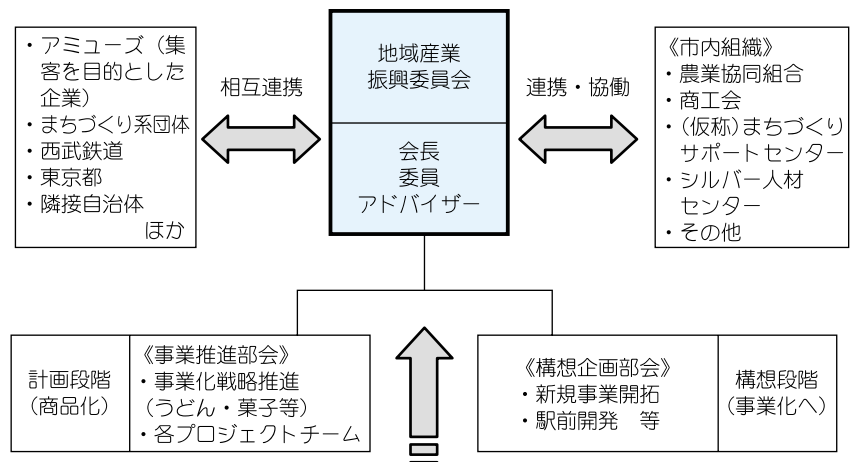 ・アミューズ（集
客を目的とした
企業）
・まちづくり系団体
・西武鉄道
・東京都
・隣接自治体
ほか
相互連携
地域産業
振興委員会
会長
委員
アドバイザー
連携・協働
《市内組織》
・農業協同組合
・商工会
・（仮称）まちづくり
サポートセンター
・シルバー人材
センター
・その他
計画段階
（商品化）
《事業推進部会》
・事業化戦略推進
（うどん・菓子等）
・各プロジェクトチーム
《構想企画部会》
・新規事業開拓
・駅前開発　等
構想段階
（事業化へ）